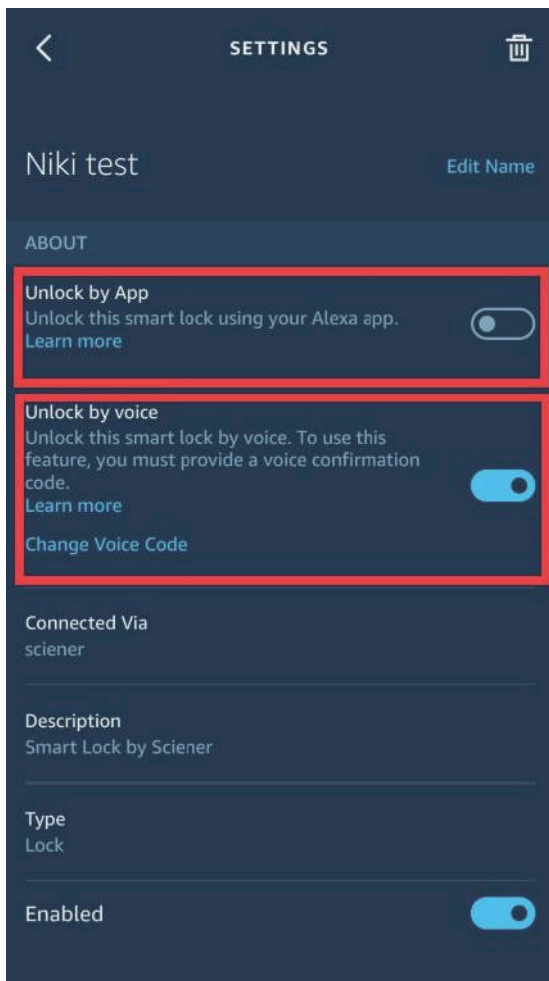 SETTINGS
Niki test
Edit Name
ABOUT
Unlock by App
Unlock this smart lock using your Alexa app.
Learn more
Unlock by voice
Unlock this smart lock by voice. To use this
feature, you must provide a voice confirmation
code.
Learn more
Change Voice Code
Connected Via
sciener
Description
Smart Lock by Sciener
Type
Lock
Enabled